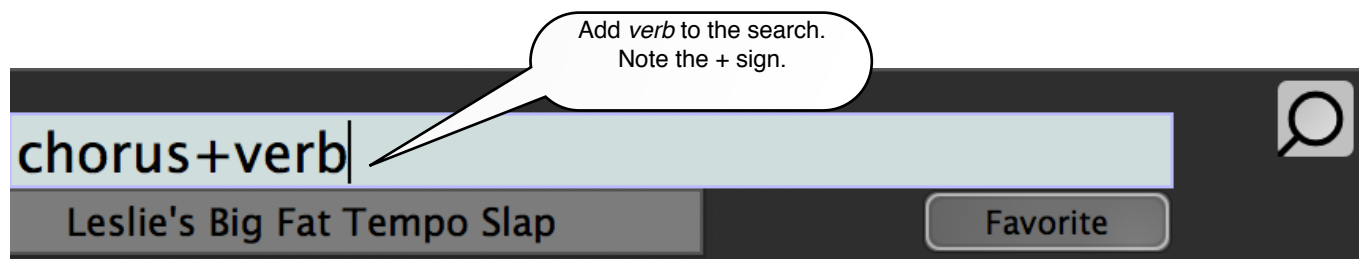 Add verb to the search.
Note the + sign.
chorus+verb
Leslie's Big Fat Tempo Slap
Favorite